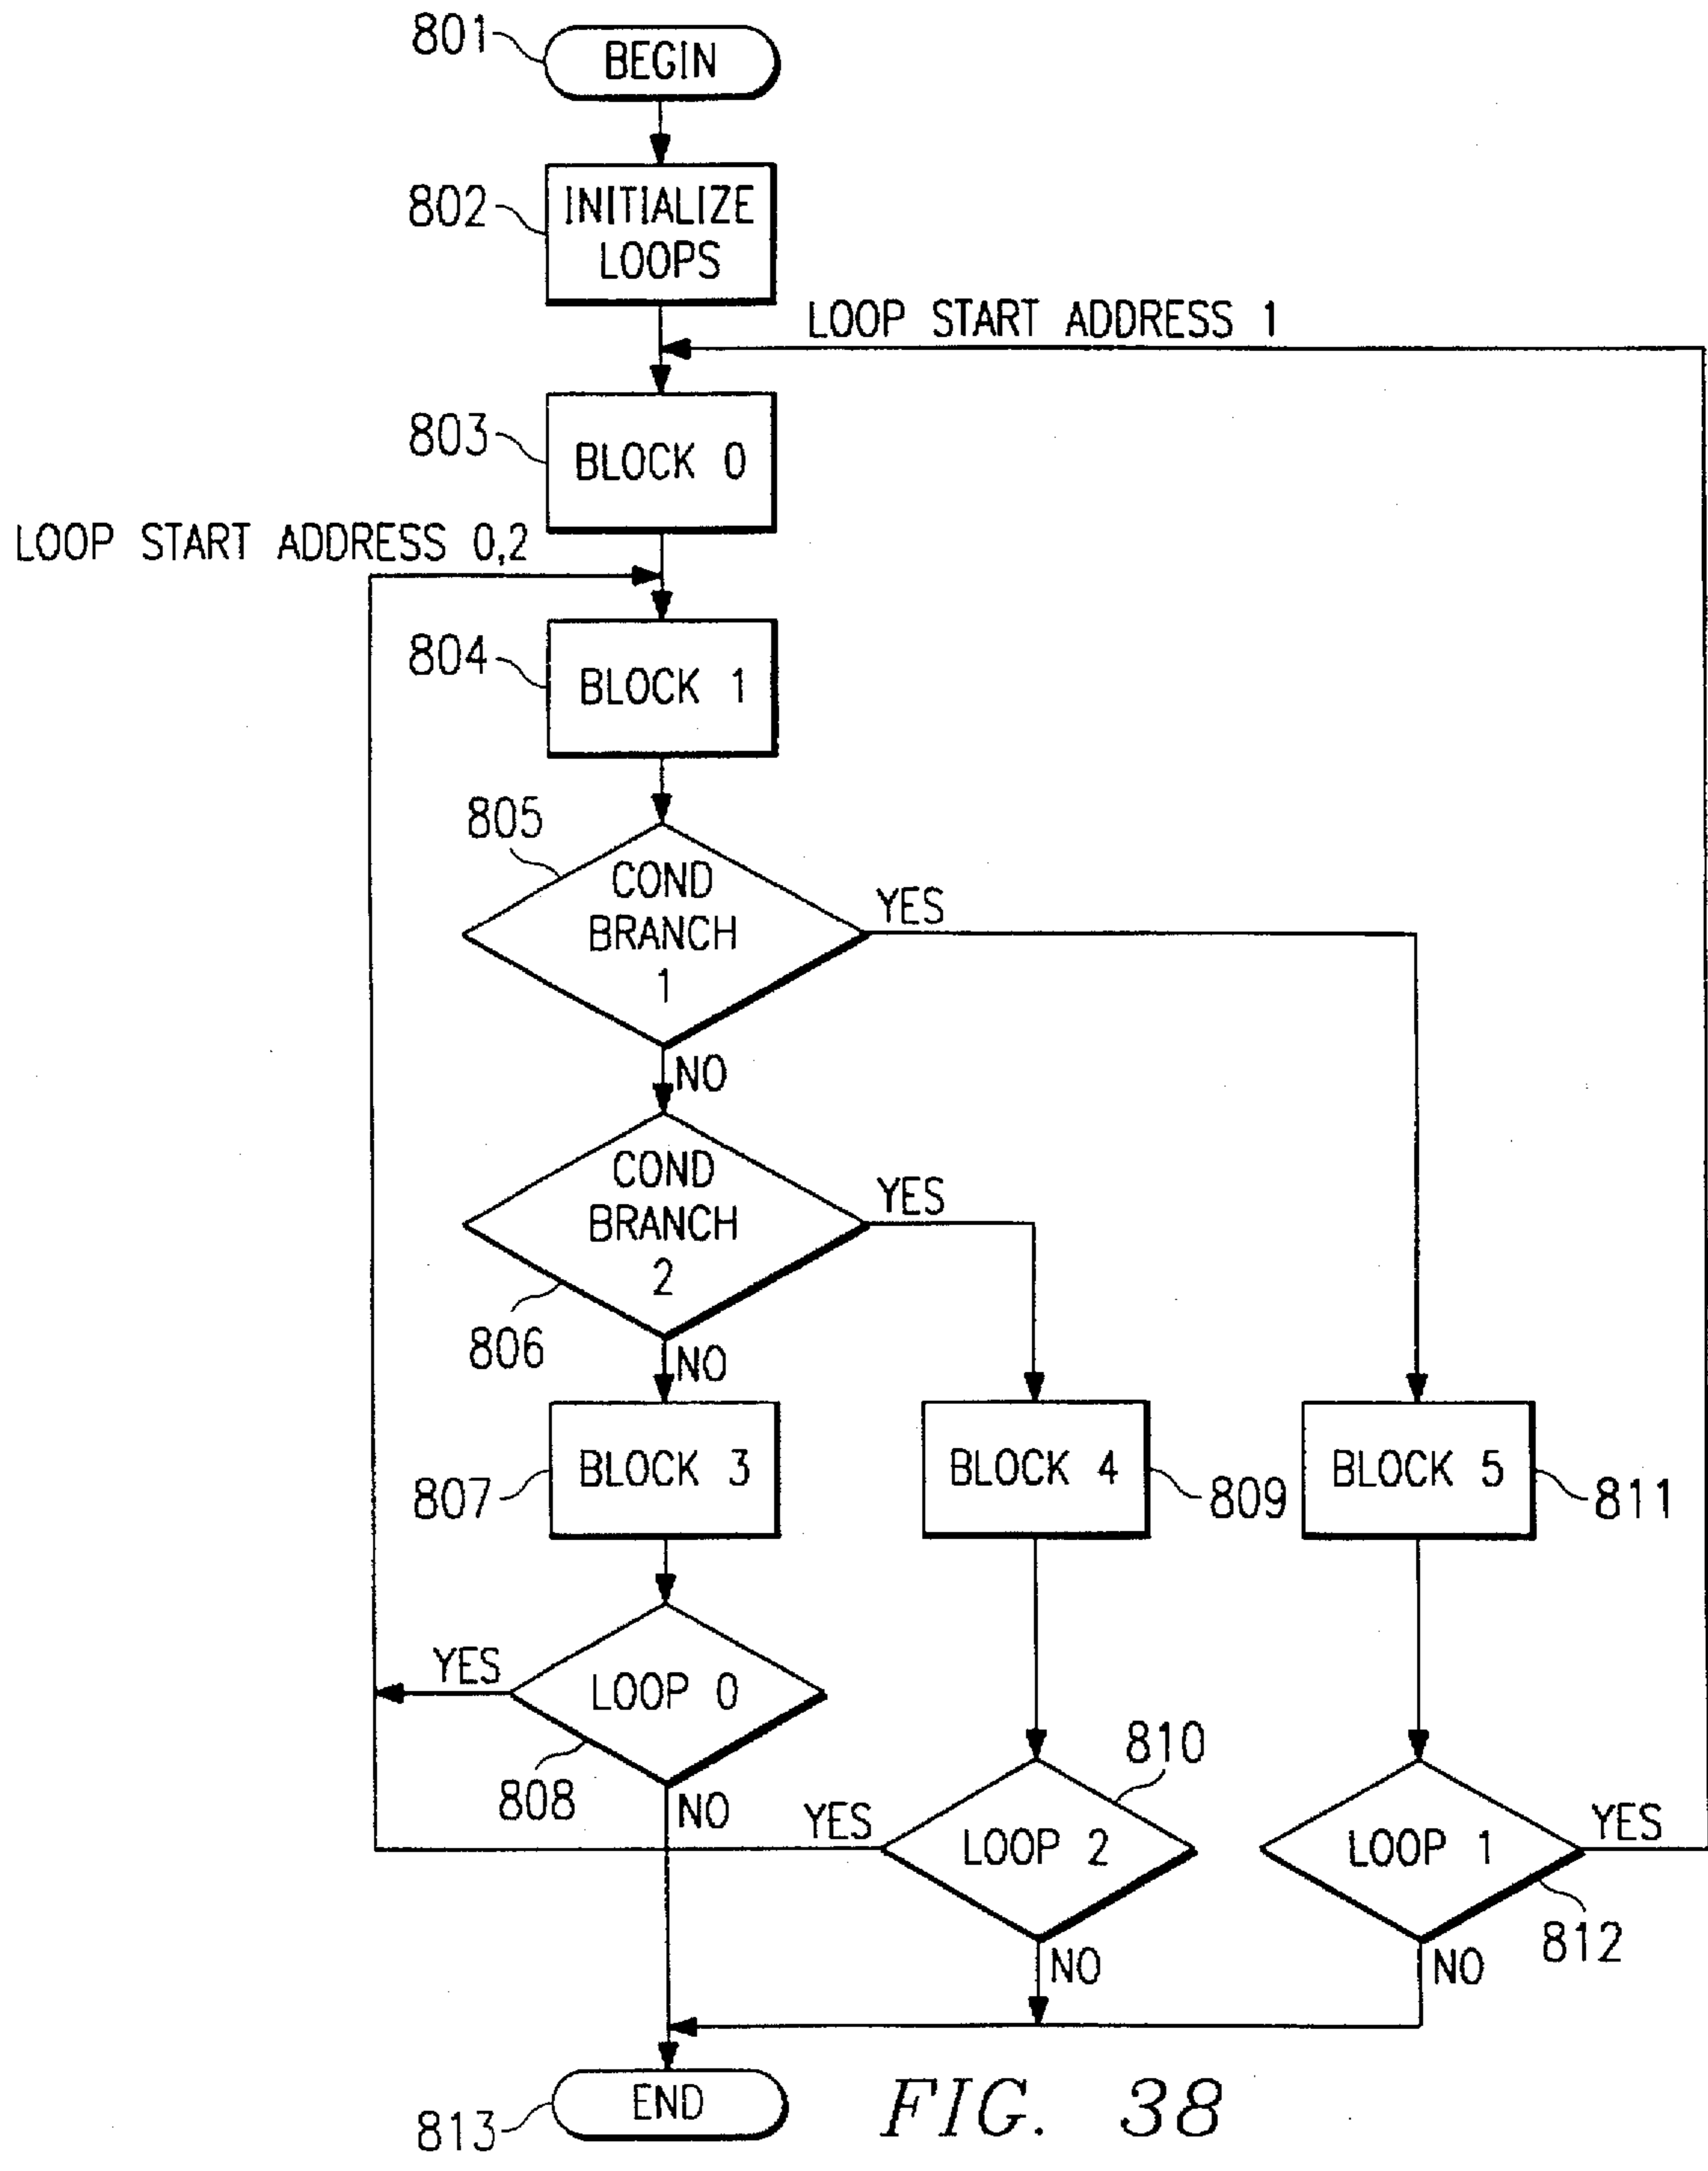 801
BEGIN
802
INITIALIZE
LOOPS
LOOP START ADDRESS 1
803
BLOCK 0
LOOP START ADDRESS 0,2
804
BLOCK 1
805
COND
BRANCH
1
YES
NO
COND
BRANCH
2
YES
806
NO
BLOCK 3
807
BLOCK 4
809
BLOCK 5
811
YES
LOOP 0
808
NO
810
YES
LOOP 2
LOOP 1
YES
812
NO
NO
END
813
FIG. 38